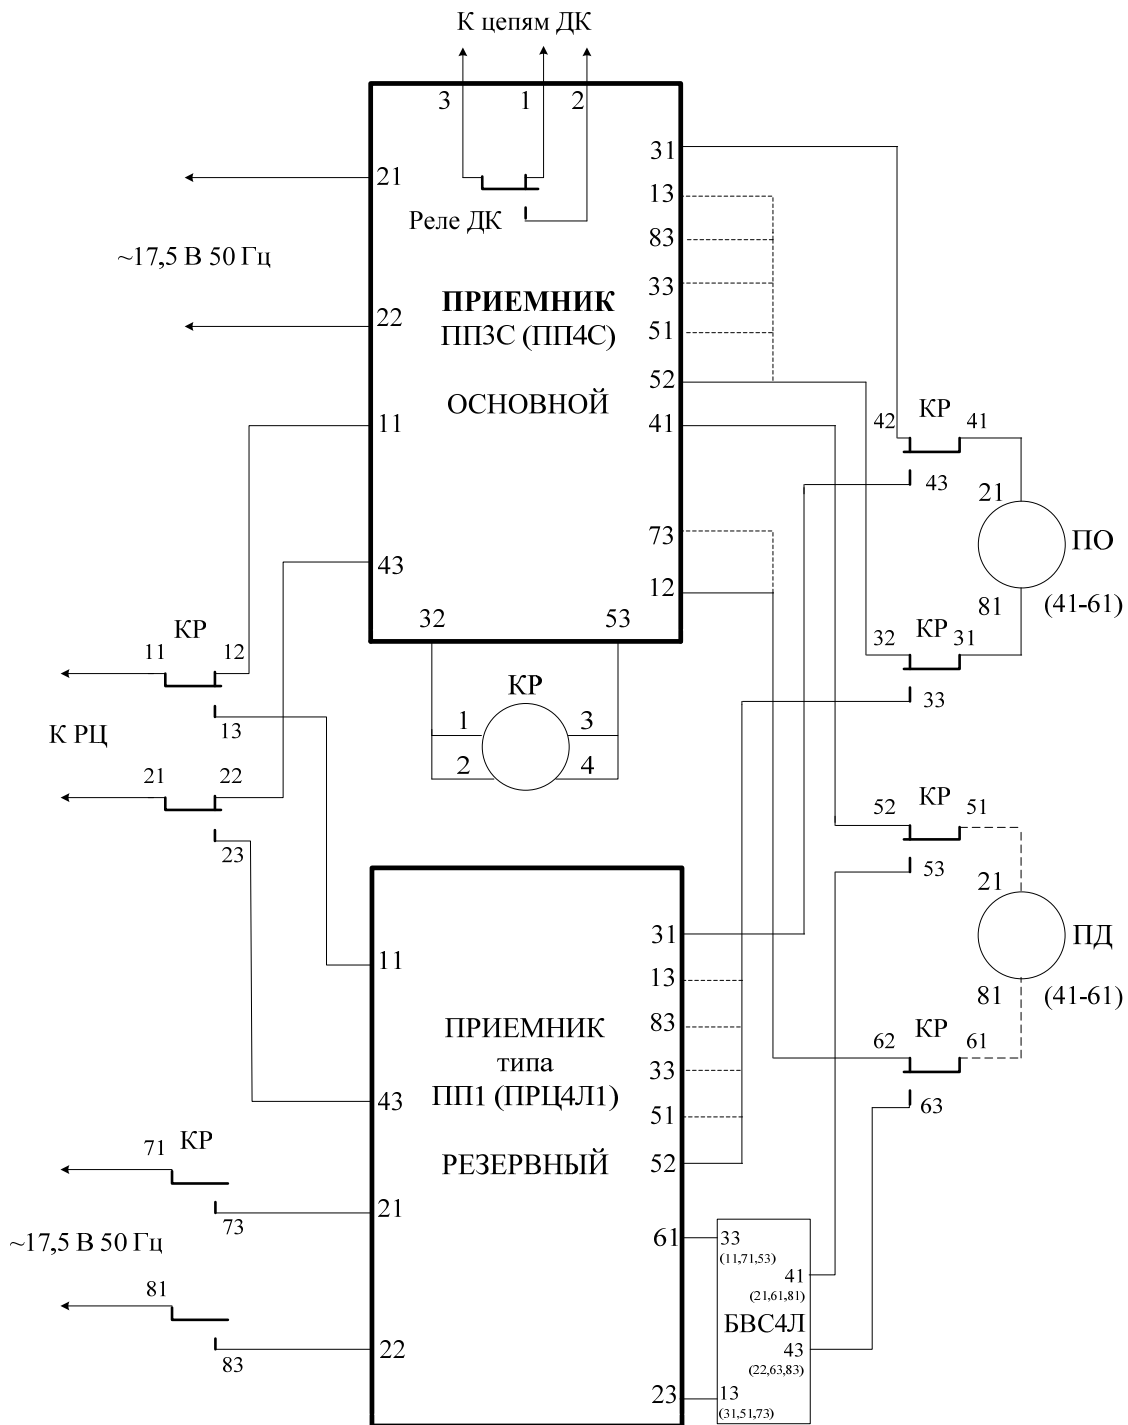 К цепям ДК
3 1 2
31
21
13
Реле ДК
83
~17,5 В 50 Гц
33
ПРИЕМНИК
22
ПП3С (ПП4С)
51
52
ОСНОВНОЙ
КР
11
41
42
41
43
21
73
ПО
43
12
81
(41-61)
32
53
КР
КР
32
31
11
12
КР
33
13
1
3
К РЦ
2
4
21
22
КР
52
51
23
53
21
31
ПД
11
13
81
(41-61)
ПРИЕМНИК
83
КР
типа
62
61
33
ПП1 (ПРЦ4Л1)
43
63
51
КР
71
РЕЗЕРВНЫЙ
52
21
73
61
33
~17,5 В 50 Гц
(11,71,53)
41
81
(21,61,81)
БВС4Л
22
43
83
(22,63,83)
23
13
(31,51,73)